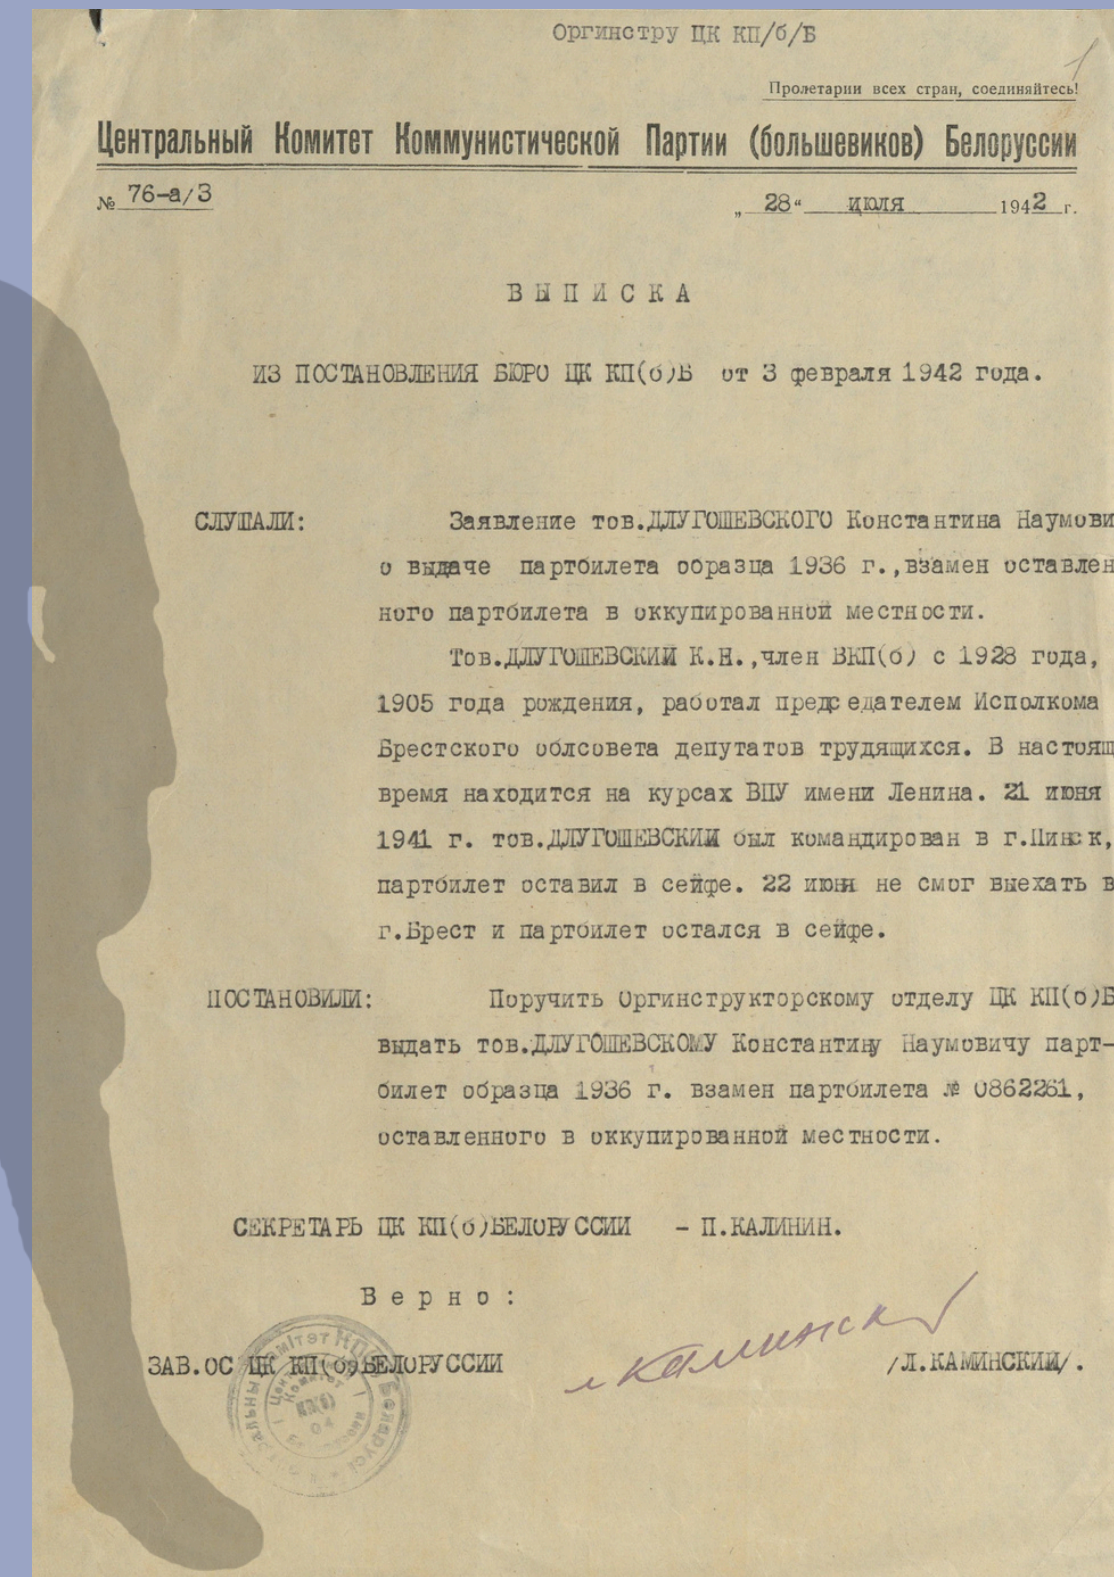 Оргинстру ЦК КП/б/Б
1
Пролетарии всех стран, соединяйтесь!
Центральный Комитет Коммунистической Партии (большевиков) Белоруссии
№ 76-а/3
„ 28 “ июля 1942 г.
ВЫПИСКА
ИЗ ПОСТАНОВЛЕНИЯ БЮРО ЦК КП(б)Б от 3 февраля 1942 года.
СЛУШАЛИ: Заявление тов.ДЛУГОШЕВСКОГО Константина Наумови
о выдаче партбилета образца 1936 г.,взамен оставлен
ного партбилета в оккупированной местности.
Тов.ДЛУГОШЕВСКИЙ К.Н.,член ВКП(б) с 1928 года,
1905 года рождения, работал председателем Исполкома
Брестского облсовета депутатов трудящихся. В настоящ
время находится на курсах ВПУ имени Ленина. 21 июня
1941 г. тов.ДЛУГОШЕВСКИЙ был командирован в г.Пинск,
партбилет оставил в сейфе. 22 июня не смог выехать в
г.Брест и партбилет остался в сейфе.
ПОСТАНОВИЛИ: Поручить Оргинструкторскому отделу ЦК КП(б)Б
выдать тов.ДЛУГОШЕВСКОМУ Константину Наумовичу парт-
билет образца 1936 г. взамен партбилета № 0862261,
оставленного в оккупированной местности.
СЕКРЕТАРЬ ЦК КП(б)БЕЛОРУССИИ - П.КАЛИНИН.
Верно:
ЗАВ.ОС ЦК КП(б)БЕЛОРУССИИ /Л.КАМИНСКИЙ/.